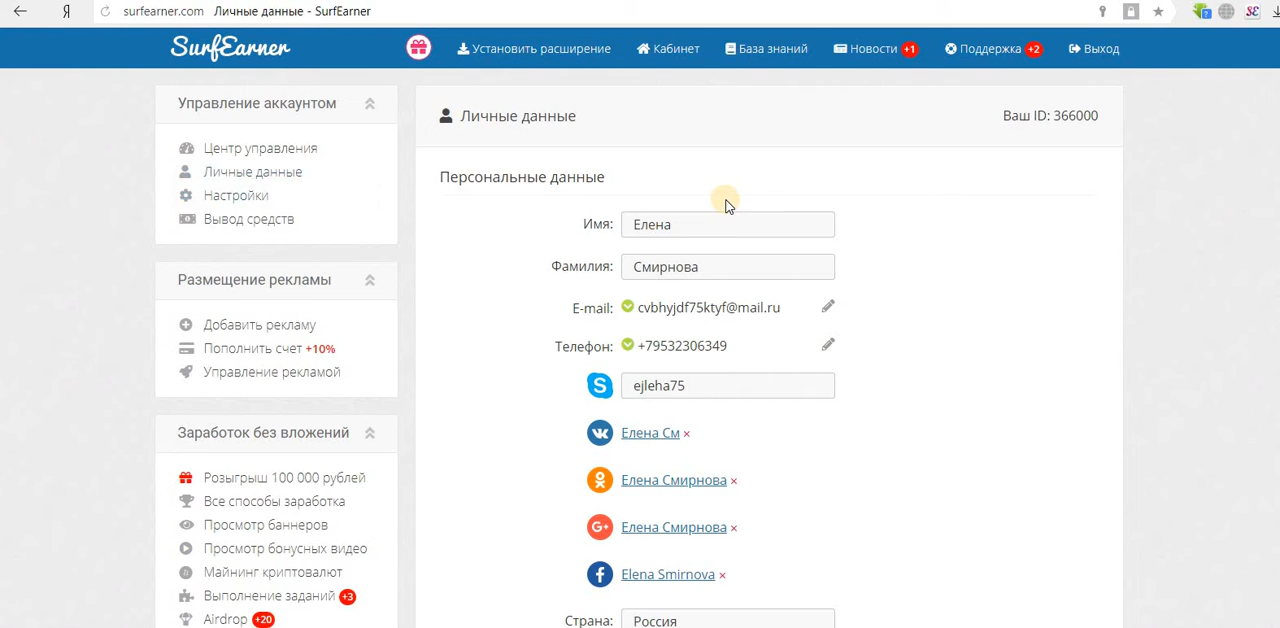 Я surfearner.com Личные данные - SurfEarner
SurfEarner Установить расширение Кабинет База знаний Новости +1 Поддержка +2 Выход
Управление аккаунтом
Центр управления
Личные данные
Настройки
Вывод средств
Размещение рекламы
Добавить рекламу
Пополнить счет +10%
Управление рекламой
Заработок без вложений
Розыгрыш 100 000 рублей
Все способы заработка
Просмотр баннеров
Просмотр бонусных видео
Майнинг криптовалют
Выполнение заданий +3
Airdrop +20
Личные данные Ваш ID: 366000
Персональные данные
Имя: Елена
Фамилия: Смирнова
E-mail: cvbhyjdf75ktyf@mail.ru
Телефон: +79532306349
ejleha75
Елена См ×
Елена Смирнова ×
Елена Смирнова ×
Elena Smirnova ×
Страна: Россия